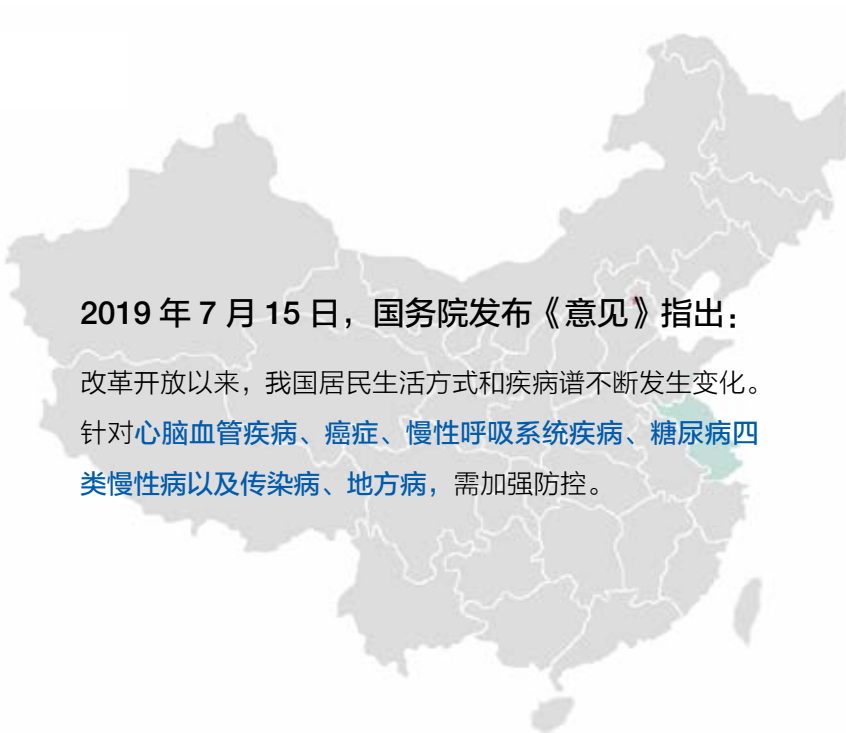 2019 年 7 月 15 日，国务院发布《意见》指出：
改革开放以来，我国居民生活方式和疾病谱不断发生变化。
针对心脑血管疾病、癌症、慢性呼吸系统疾病、糖尿病四
类慢性病以及传染病、地方病，需加强防控。